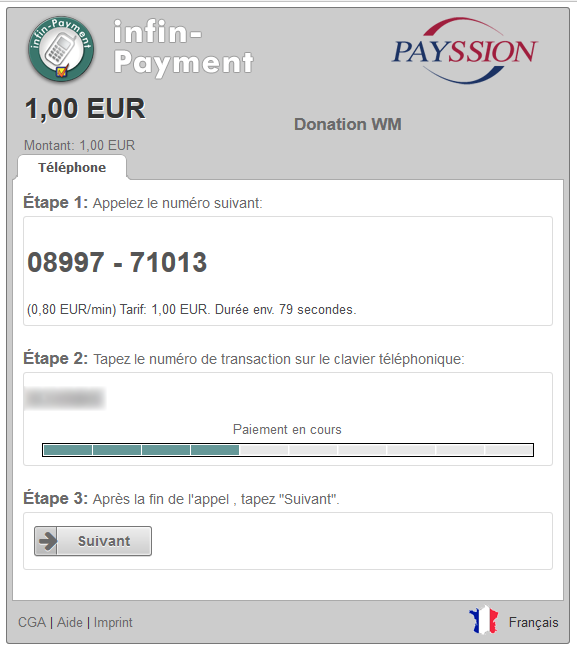 infin-Payment
infin-
Payment
PAYSSION
1,00 EUR
Donation WM
Montant: 1,00 EUR
Téléphone
Étape 1: Appelez le numéro suivant:
08997 - 71013
(0,80 EUR/min) Tarif: 1,00 EUR. Durée env. 79 secondes.
Étape 2: Tapez le numéro de transaction sur le clavier téléphonique:
Paiement en cours
Étape 3: Après la fin de l'appel , tapez "Suivant".
Suivant
CGA | Aide | Imprint
Français